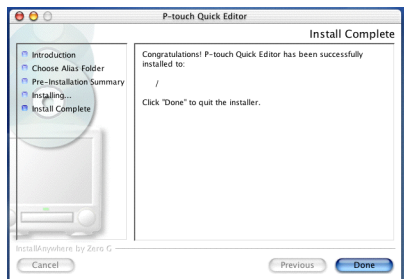 P-touch Quick Editor
Install Complete
Introduction
Choose Alias Folder
Pre-Installation Summary
Installing...
Install Complete
Congratulations! P-touch Quick Editor has been successfully
installed to:
/
Click "Done" to quit the installer.
InstallAnywhere by Zero G
Cancel
Previous
Done